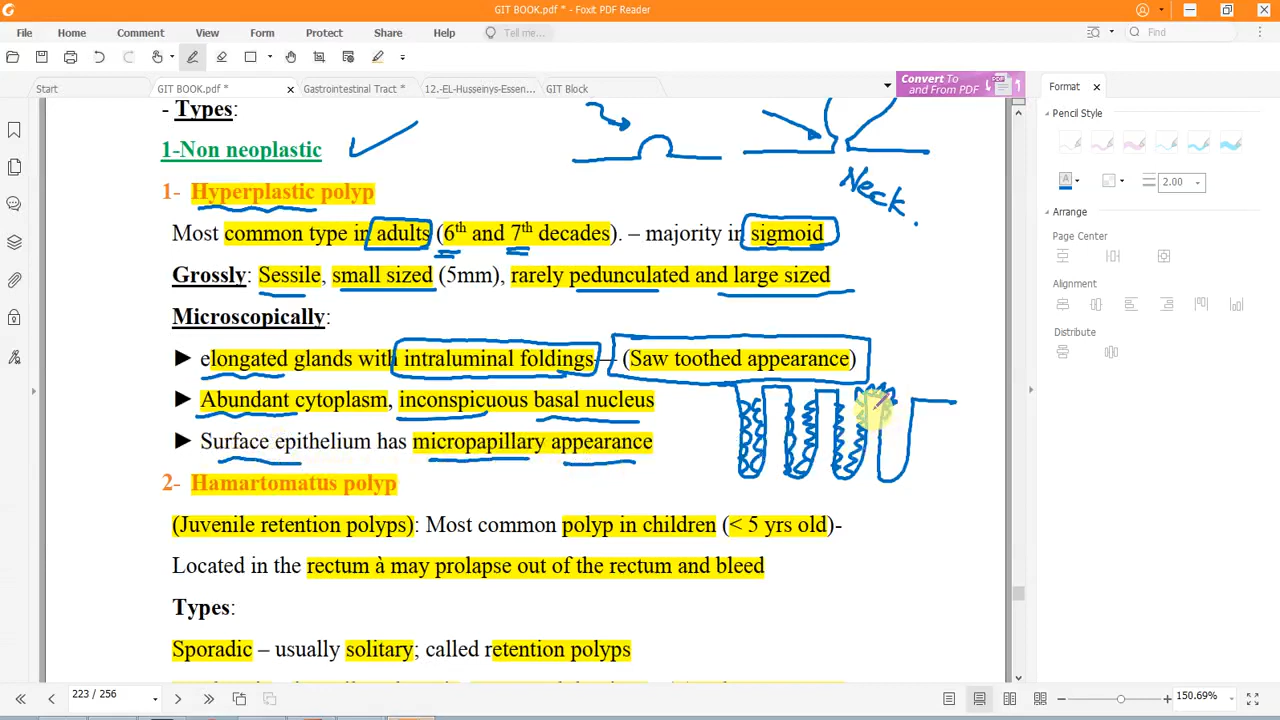 GIT BOOK.pdf * - Foxit PDF Reader
File Home Comment View Form Protect Share Help Tell me... Find
Start GIT BOOK.pdf * Gastrointestinal Tract * 12.-EL-Husseinys-Essen... GIT Block Convert To and From PDF
Format
Pencil Style
2.00
Arrange
Page Center
Alignment
Distribute
- Types:
1-Non neoplastic
Neck.
1- Hyperplastic polyp
Most common type in adults (6th and 7th decades). – majority in sigmoid
Grossly: Sessile, small sized (5mm), rarely pedunculated and large sized
Microscopically:
► elongated glands with intraluminal foldings— (Saw toothed appearance)
► Abundant cytoplasm, inconspicuous basal nucleus
► Surface epithelium has micropapillary appearance
2- Hamartomatus polyp
(Juvenile retention polyps): Most common polyp in children (< 5 yrs old)-
Located in the rectum à may prolapse out of the rectum and bleed
Types:
Sporadic – usually solitary; called retention polyps
223 / 256
150.69%